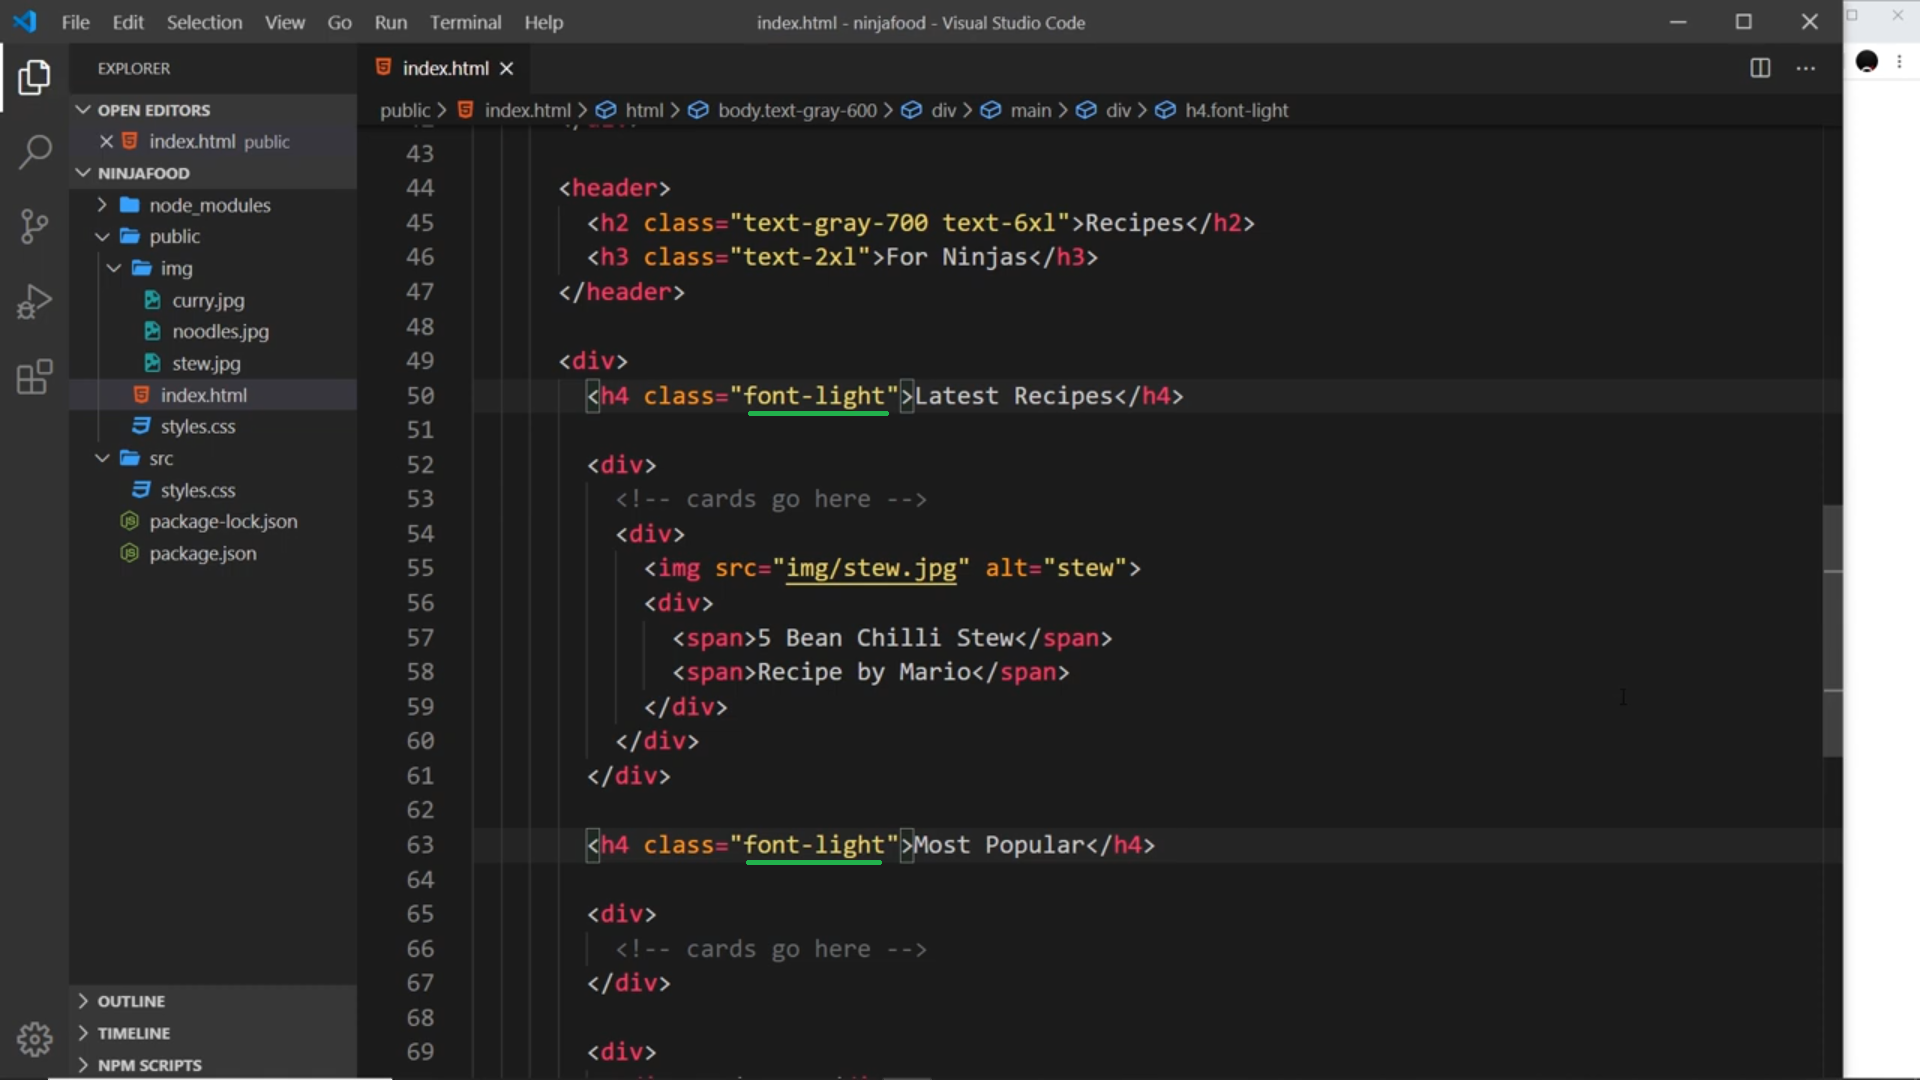 File Edit Selection View Go Run Terminal Help
index.html - ninjafood - Visual Studio Code
EXPLORER
OPEN EDITORS
index.html public
NINJAFOOD
node_modules
public
img
curry.jpg
noodles.jpg
stew.jpg
index.html
styles.css
src
styles.css
package-lock.json
package.json
OUTLINE
TIMELINE
NPM SCRIPTS
index.html
public > index.html > html > body.text-gray-600 > div > main > div > h4.font-light
43
44 <header>
45 <h2 class="text-gray-700 text-6xl">Recipes</h2>
46 <h3 class="text-2xl">For Ninjas</h3>
47 </header>
48
49 <div>
50 <h4 class="font-light">Latest Recipes</h4>
51
52 <div>
53 <!-- cards go here -->
54 <div>
55 <img src="img/stew.jpg" alt="stew">
56 <div>
57 <span>5 Bean Chilli Stew</span>
58 <span>Recipe by Mario</span>
59 </div>
60 </div>
61 </div>
62
63 <h4 class="font-light">Most Popular</h4>
64
65 <div>
66 <!-- cards go here -->
67 </div>
68
69 <div>